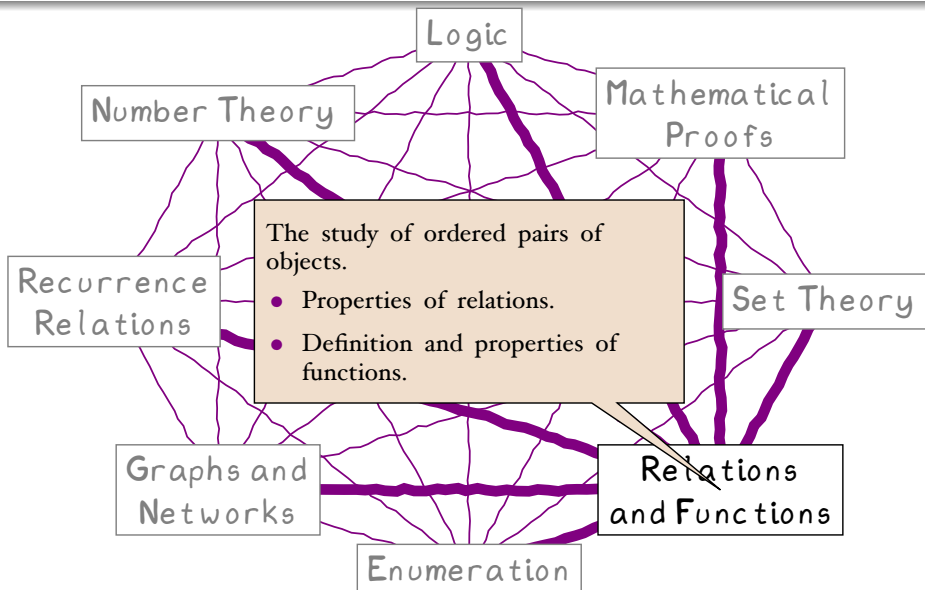 Logic
Number Theory
Mathematical
Proofs
The study of ordered pairs of
objects.
• Properties of relations.
• Definition and properties of
functions.
Recurrence
Relations
Set Theory
Graphs and
Networks
Relations
and Functions
Enumeration